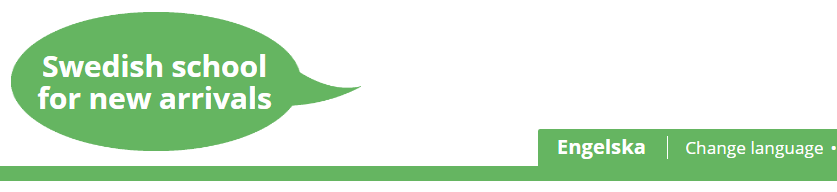 Swedish school
for new arrivals
Engelska | Change language •